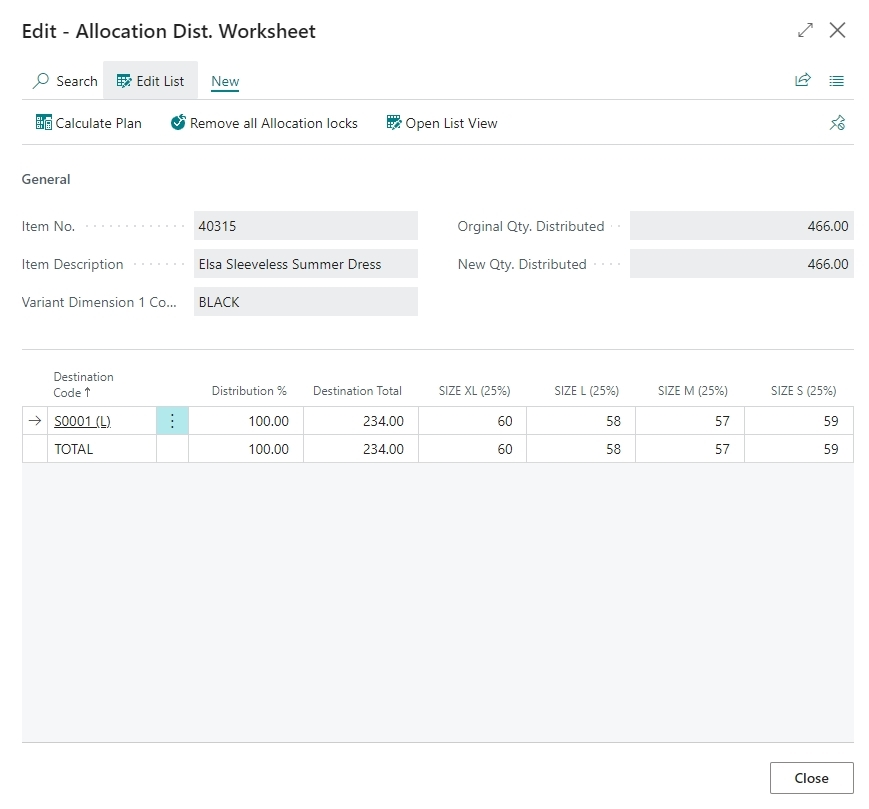 Edit - Allocation Dist. Worksheet
Search Edit List New
Calculate Plan Remove all Allocation locks Open List View
General
Item No. 40315 Orginal Qty. Distributed 466.00
Item Description Elsa Sleeveless Summer Dress New Qty. Distributed 466.00
Variant Dimension 1 Co... BLACK
Destination
Code ↑ Distribution % Destination Total SIZE XL (25%) SIZE L (25%) SIZE M (25%) SIZE S (25%)
S0001 (L) 100.00 234.00 60 58 57 59
TOTAL 100.00 234.00 60 58 57 59
Close